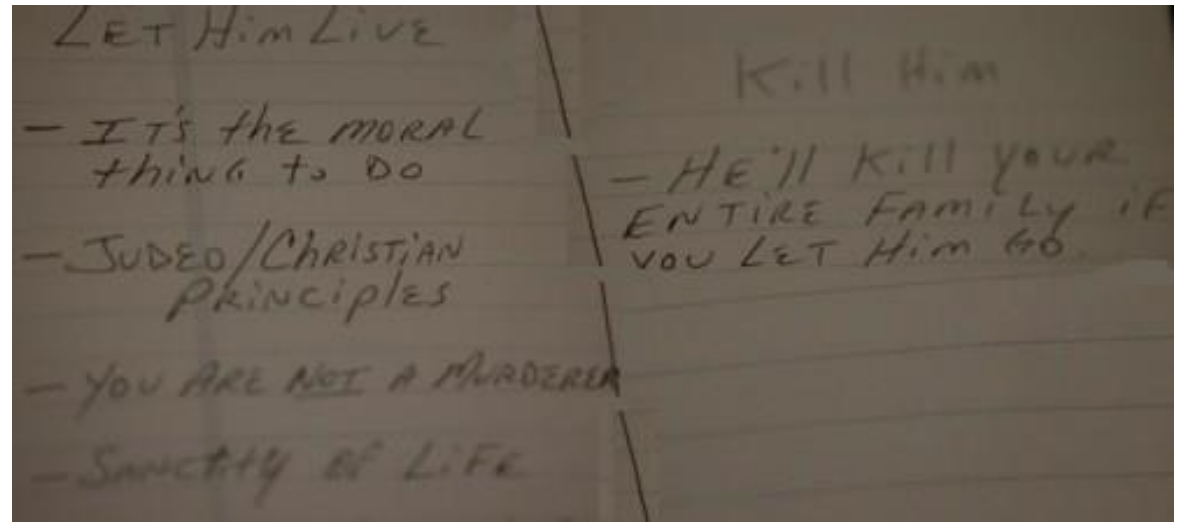 LET HIM LIVE
- IT'S the MORAL
thing to DO
- JUDEO/CHRISTIAN
PRINCIPLES
- YOU ARE NOT A MURDERER
- SANCTITY OF LIFE
Kill Him
- HE'll Kill YOUR
ENTIRE FAMILY IF
YOU LET HIM GO.